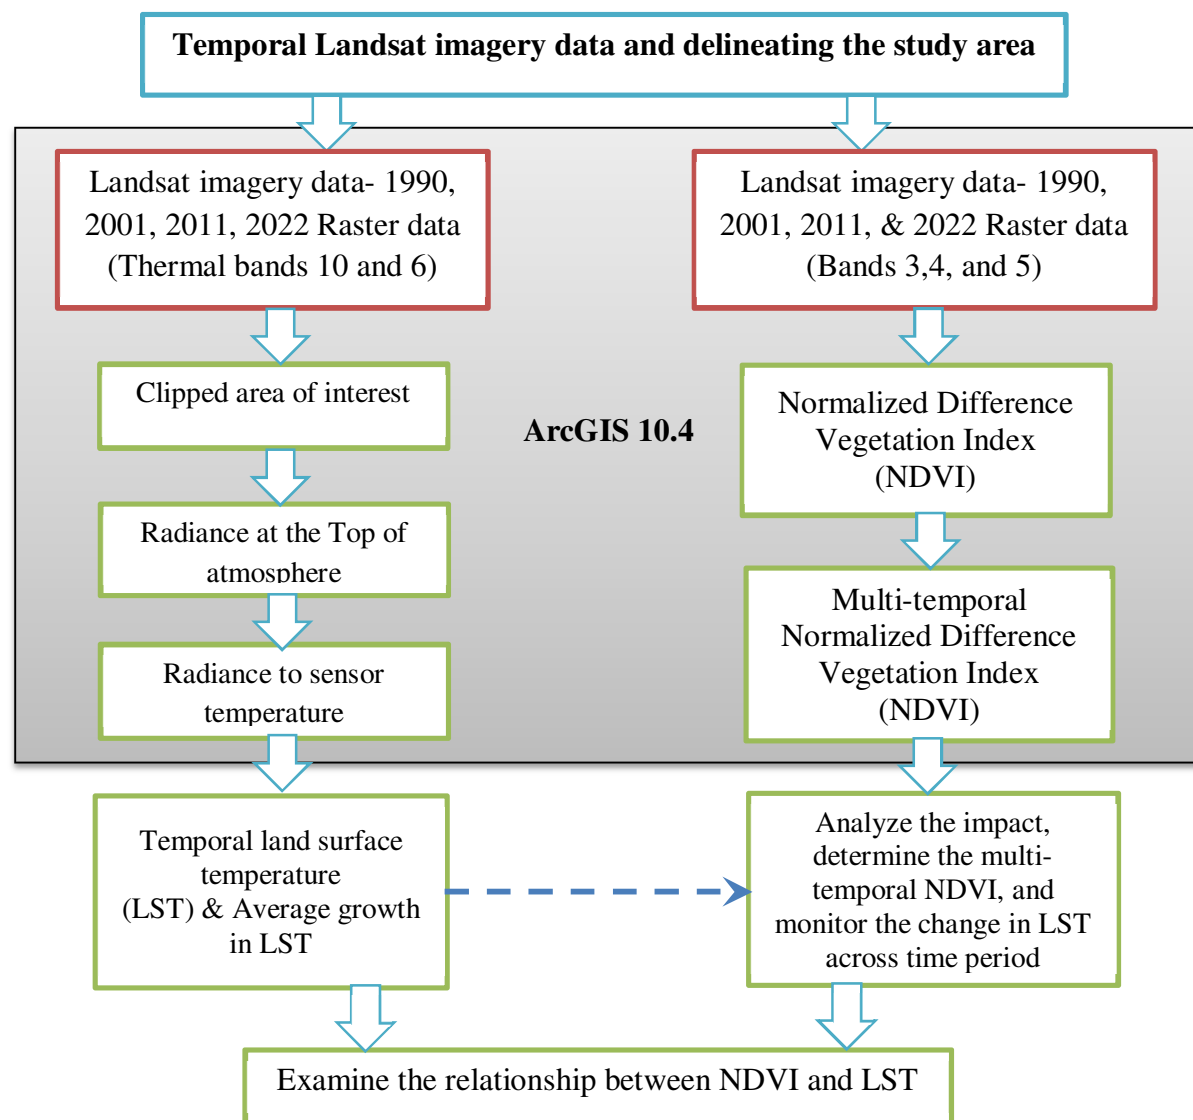 Temporal Landsat imagery data and delineating the study area
Landsat imagery data- 1990,
2001, 2011, 2022 Raster data
(Thermal bands 10 and 6)
Landsat imagery data- 1990,
2001, 2011, & 2022 Raster data
(Bands 3,4, and 5)
Clipped area of interest
ArcGIS 10.4
Normalized Difference
Vegetation Index
(NDVI)
Radiance at the Top of
atmosphere
Multi-temporal
Normalized Difference
Vegetation Index
(NDVI)
Radiance to sensor
temperature
Temporal land surface
temperature
(LST) & Average growth
in LST
Analyze the impact,
determine the multi-
temporal NDVI, and
monitor the change in LST
across time period
Examine the relationship between NDVI and LST